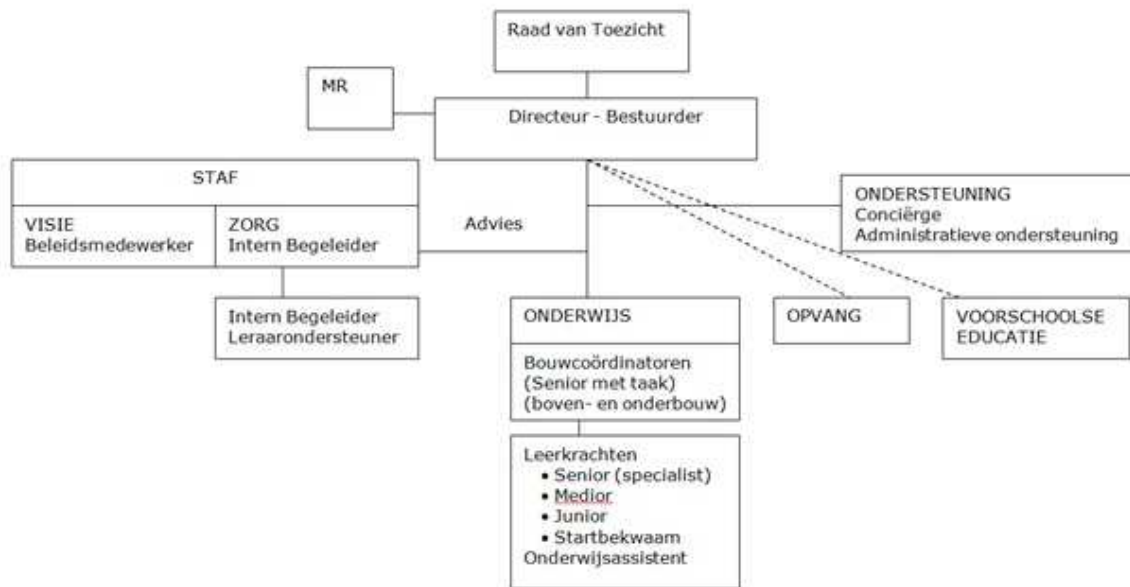 Raad van Toezicht
MR
Directeur - Bestuurder
STAF
VISIE
Beleidsmedewerker
ZORG
Intern Begeleider
Advies
ONDERSTEUNING
Conciërge
Administratieve ondersteuning
Intern Begeleider
Leraarondersteuner
ONDERWIJS
Bouwcoördinatoren
(Senior met taak)
(boven- en onderbouw)
OPVANG
VOORSCHOOLSE
EDUCATIE
Leerkrachten
• Senior (specialist)
• Medior
• Junior
• Startbekwaam
Onderwijsassistent